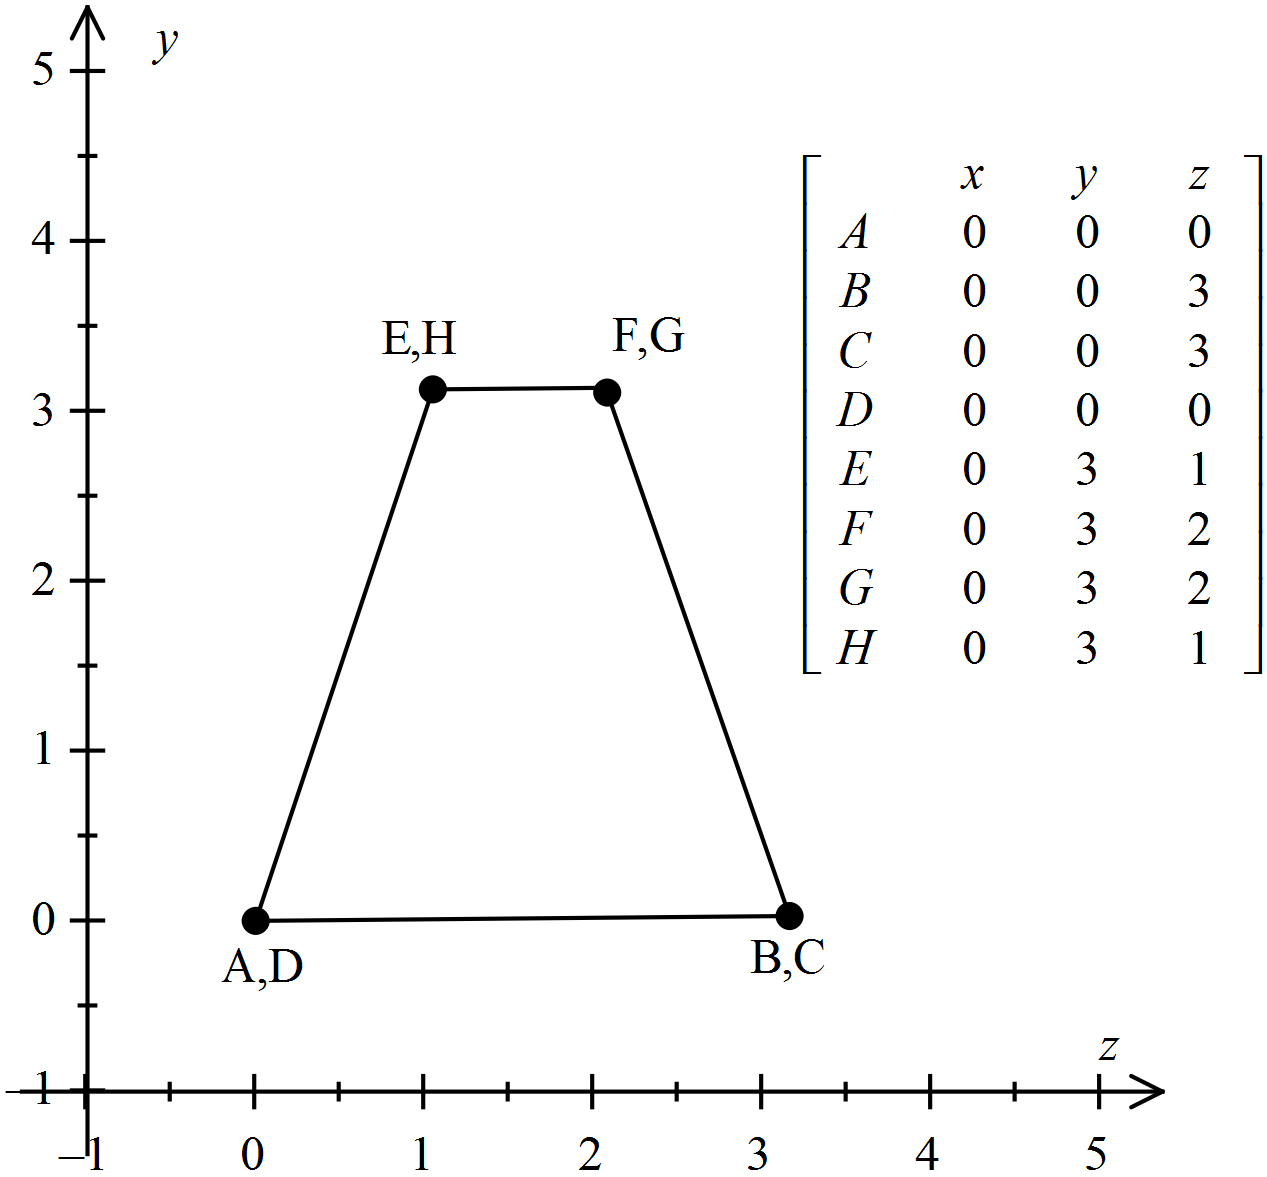 y
5
4
3
2
1
0
–1
E,H
F,G
A,D
B,C
x y z
A 0 0 0
B 0 0 3
C 0 0 3
D 0 0 0
E 0 3 1
F 0 3 2
G 0 3 2
H 0 3 1
z
–1 0 1 2 3 4 5